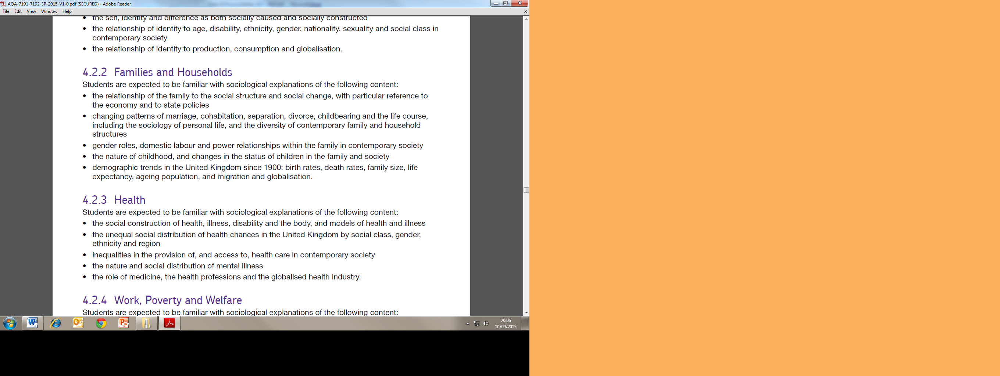 AQA-7191-7192-SP-2015-V1-0.pdf (SECURED) - Adobe Reader
File Edit View Window Help
• the self, identity and difference as both socially caused and socially constructed
• the relationship of identity to age, disability, ethnicity, gender, nationality, sexuality and social class in
contemporary society
• the relationship of identity to production, consumption and globalisation.
4.2.2 Families and Households
Students are expected to be familiar with sociological explanations of the following content:
• the relationship of the family to the social structure and social change, with particular reference to
the economy and to state policies
• changing patterns of marriage, cohabitation, separation, divorce, childbearing and the life course,
including the sociology of personal life, and the diversity of contemporary family and household
structures
• gender roles, domestic labour and power relationships within the family in contemporary society
• the nature of childhood, and changes in the status of children in the family and society
• demographic trends in the United Kingdom since 1900: birth rates, death rates, family size, life
expectancy, ageing population, and migration and globalisation.
4.2.3 Health
Students are expected to be familiar with sociological explanations of the following content:
• the social construction of health, illness, disability and the body, and models of health and illness
• the unequal social distribution of health chances in the United Kingdom by social class, gender,
ethnicity and region
• inequalities in the provision of, and access to, health care in contemporary society
• the nature and social distribution of mental illness
• the role of medicine, the health professions and the globalised health industry.
4.2.4 Work, Poverty and Welfare
Students are expected to be familiar with sociological explanations of the following content:
20:06
10/09/2015